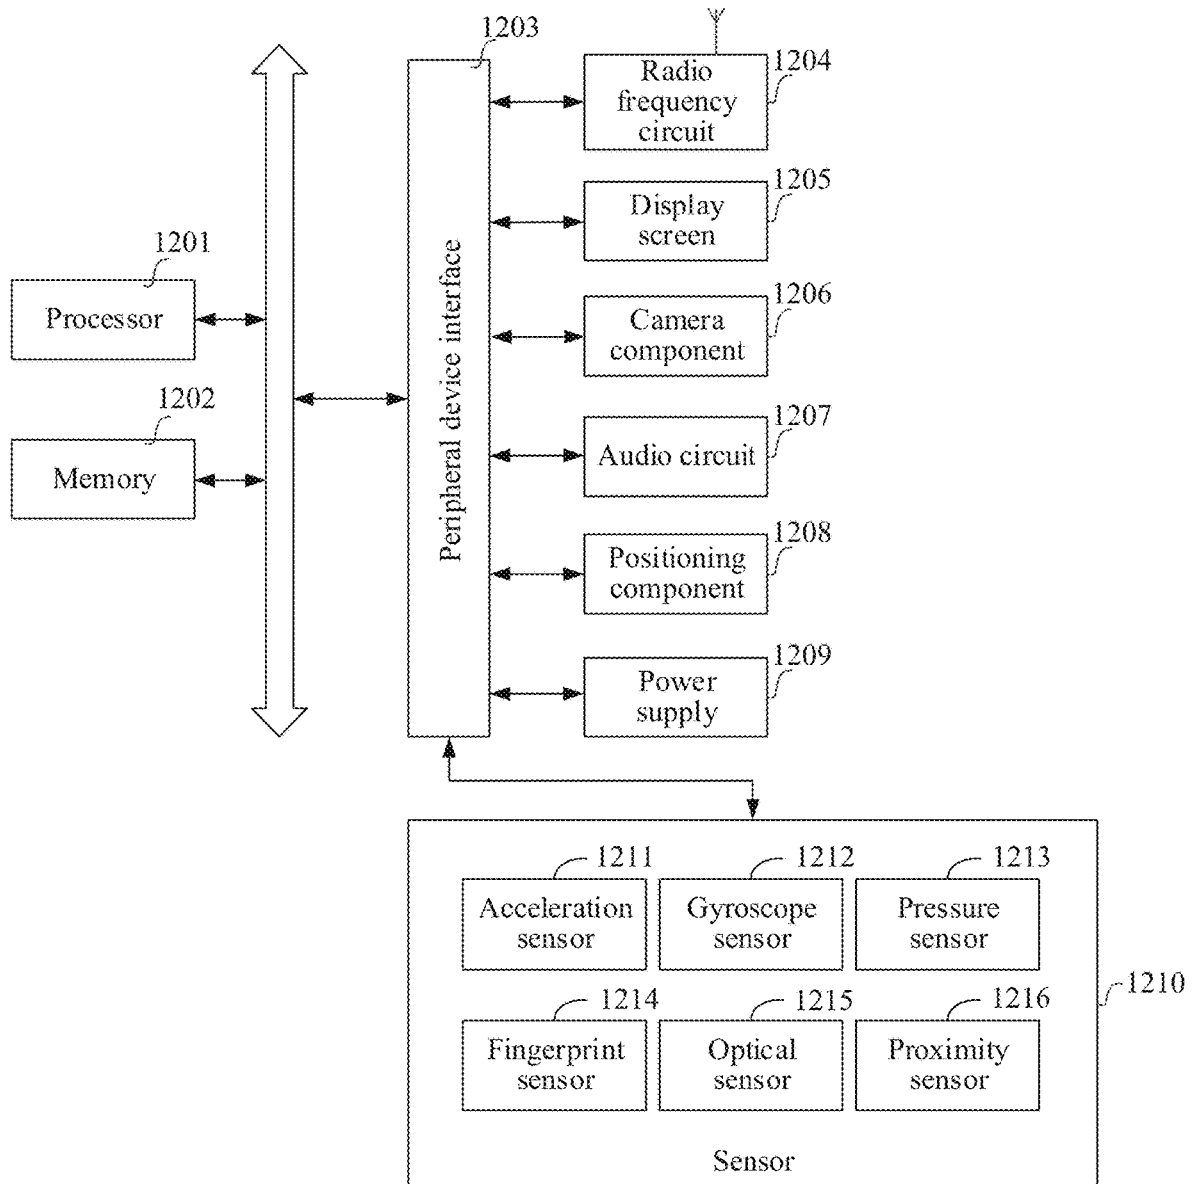 1203
1204
Radio
frequency
circuit
1205
Display
screen
1201
Processor
1206
Camera
component
1202
Memory
Peripheral device interface
1207
Audio circuit
1208
Positioning
component
1209
Power
supply
1211
1212
1213
Acceleration
sensor
Gyroscope
sensor
Pressure
sensor
1210
1214
1215
1216
Fingerprint
sensor
Optical
sensor
Proximity
sensor
Sensor